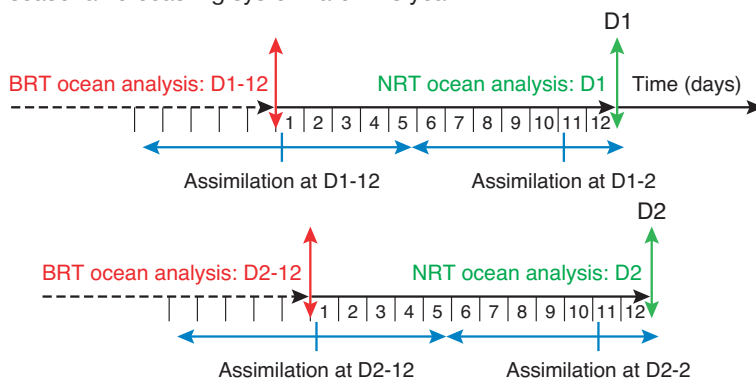 D1
BRT ocean analysis: D1-12 NRT ocean analysis: D1 Time (days)
1 2 3 4 5 6 7 8 9 10 11 12
Assimilation at D1-12 Assimilation at D1-2
D2
BRT ocean analysis: D2-12 NRT ocean analysis: D2
1 2 3 4 5 6 7 8 9 10 11 12
Assimilation at D2-12 Assimilation at D2-2